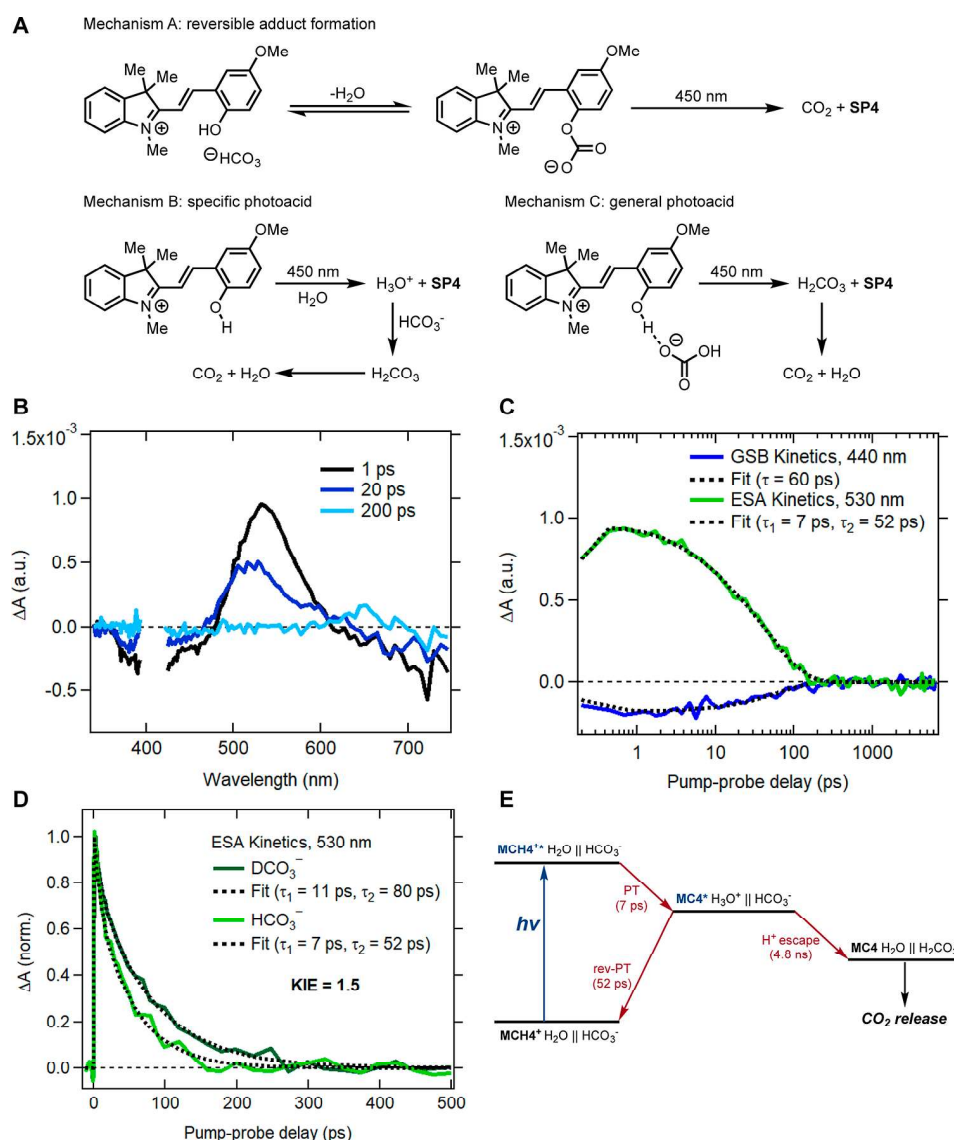 A
Mechanism A: reversible adduct formation
OMe
Me
Me
HO
N
⊕
Me
⊖HCO₃
-H₂O
OMe
Me
Me
N
⊕
Me
O
O
⊖O
450 nm
CO₂ + SP4
Mechanism B: specific photoacid
OMe
Me
Me
N
⊕
Me
O
H
450 nm
H₂O
H₃O⁺ + SP4
HCO₃⁻
H₂CO₃
CO₂ + H₂O
Mechanism C: general photoacid
OMe
Me
Me
N
⊕
Me
O
H
⊖
O
OH
O
450 nm
H₂CO₃ + SP4
CO₂ + H₂O
B
1.5x10⁻³
1.0
0.5
0.0
-0.5
ΔA (a.u.)
1 ps
20 ps
200 ps
400
500
600
700
Wavelength (nm)
C
1.5x10⁻³
1.0
0.5
0.0
ΔA (a.u.)
GSB Kinetics, 440 nm
Fit (τ = 60 ps)
ESA Kinetics, 530 nm
Fit (τ₁ = 7 ps, τ₂ = 52 ps)
1
10
100
1000
Pump-probe delay (ps)
D
1.0
0.8
0.6
0.4
0.2
0.0
ΔA (norm.)
ESA Kinetics, 530 nm
DCO₃⁻
Fit (τ₁ = 11 ps, τ₂ = 80 ps)
HCO₃⁻
Fit (τ₁ = 7 ps, τ₂ = 52 ps)
KIE = 1.5
0
100
200
300
400
500
Pump-probe delay (ps)
E
MCH4⁺* H₂O || HCO₃⁻
PT
(7 ps)
MC4* H₃O⁺ || HCO₃⁻
hν
H⁺ escape
(4.8 ns)
MC4 H₂O || H₂CO₃
rev-PT
(52 ps)
MCH4⁺ H₂O || HCO₃⁻
CO₂ release